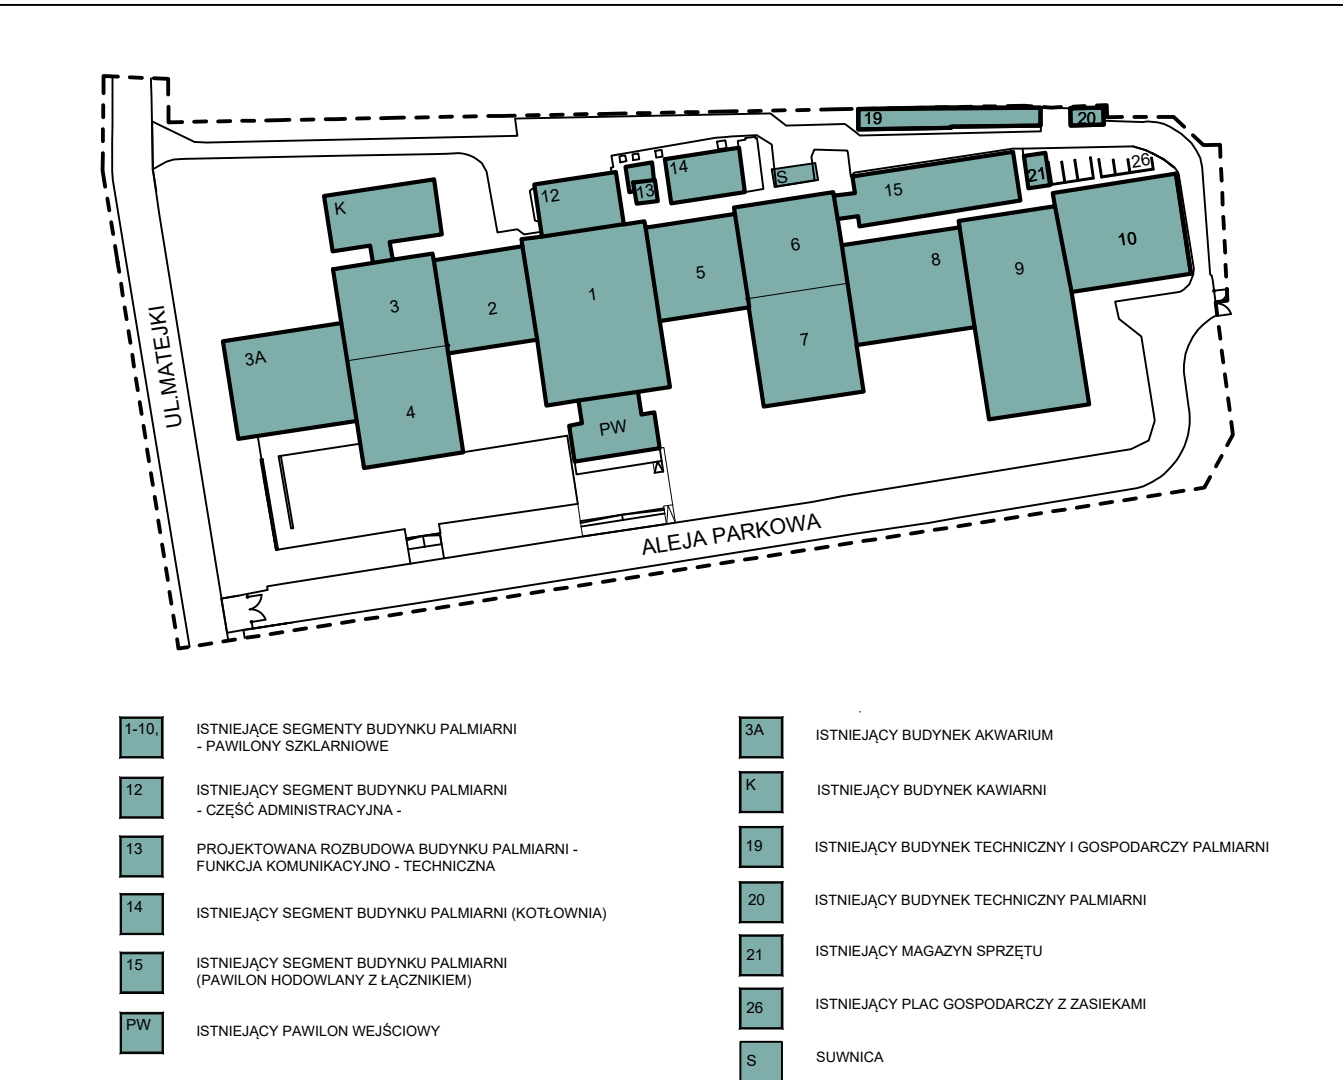 19
20
14
26
12
13
S
21
15
K
6
10
5
8
9
3
1
2
7
3A
4
UL.MATEJKI
PW
ALEJA PARKOWA
1-10,
ISTNIEJĄCE SEGMENTY BUDYNKU PALMIARNI
- PAWILONY SZKLARNIOWE
12
ISTNIEJĄCY SEGMENT BUDYNKU PALMIARNI
- CZĘŚĆ ADMINISTRACYJNA -
13
PROJEKTOWANA ROZBUDOWA BUDYNKU PALMIARNI -
FUNKCJA KOMUNIKACYJNO - TECHNICZNA
14
ISTNIEJĄCY SEGMENT BUDYNKU PALMIARNI (KOTŁOWNIA)
15
ISTNIEJĄCY SEGMENT BUDYNKU PALMIARNI
(PAWILON HODOWLANY Z ŁĄCZNIKIEM)
PW
ISTNIEJĄCY PAWILON WEJŚCIOWY
3A
ISTNIEJĄCY BUDYNEK AKWARIUM
K
ISTNIEJĄCY BUDYNEK KAWIARNI
19
ISTNIEJĄCY BUDYNEK TECHNICZNY I GOSPODARCZY PALMIARNI
20
ISTNIEJĄCY BUDYNEK TECHNICZNY PALMIARNI
21
ISTNIEJĄCY MAGAZYN SPRZĘTU
26
ISTNIEJĄCY PLAC GOSPODARCZY Z ZASIEKAMI
S
SUWNICA